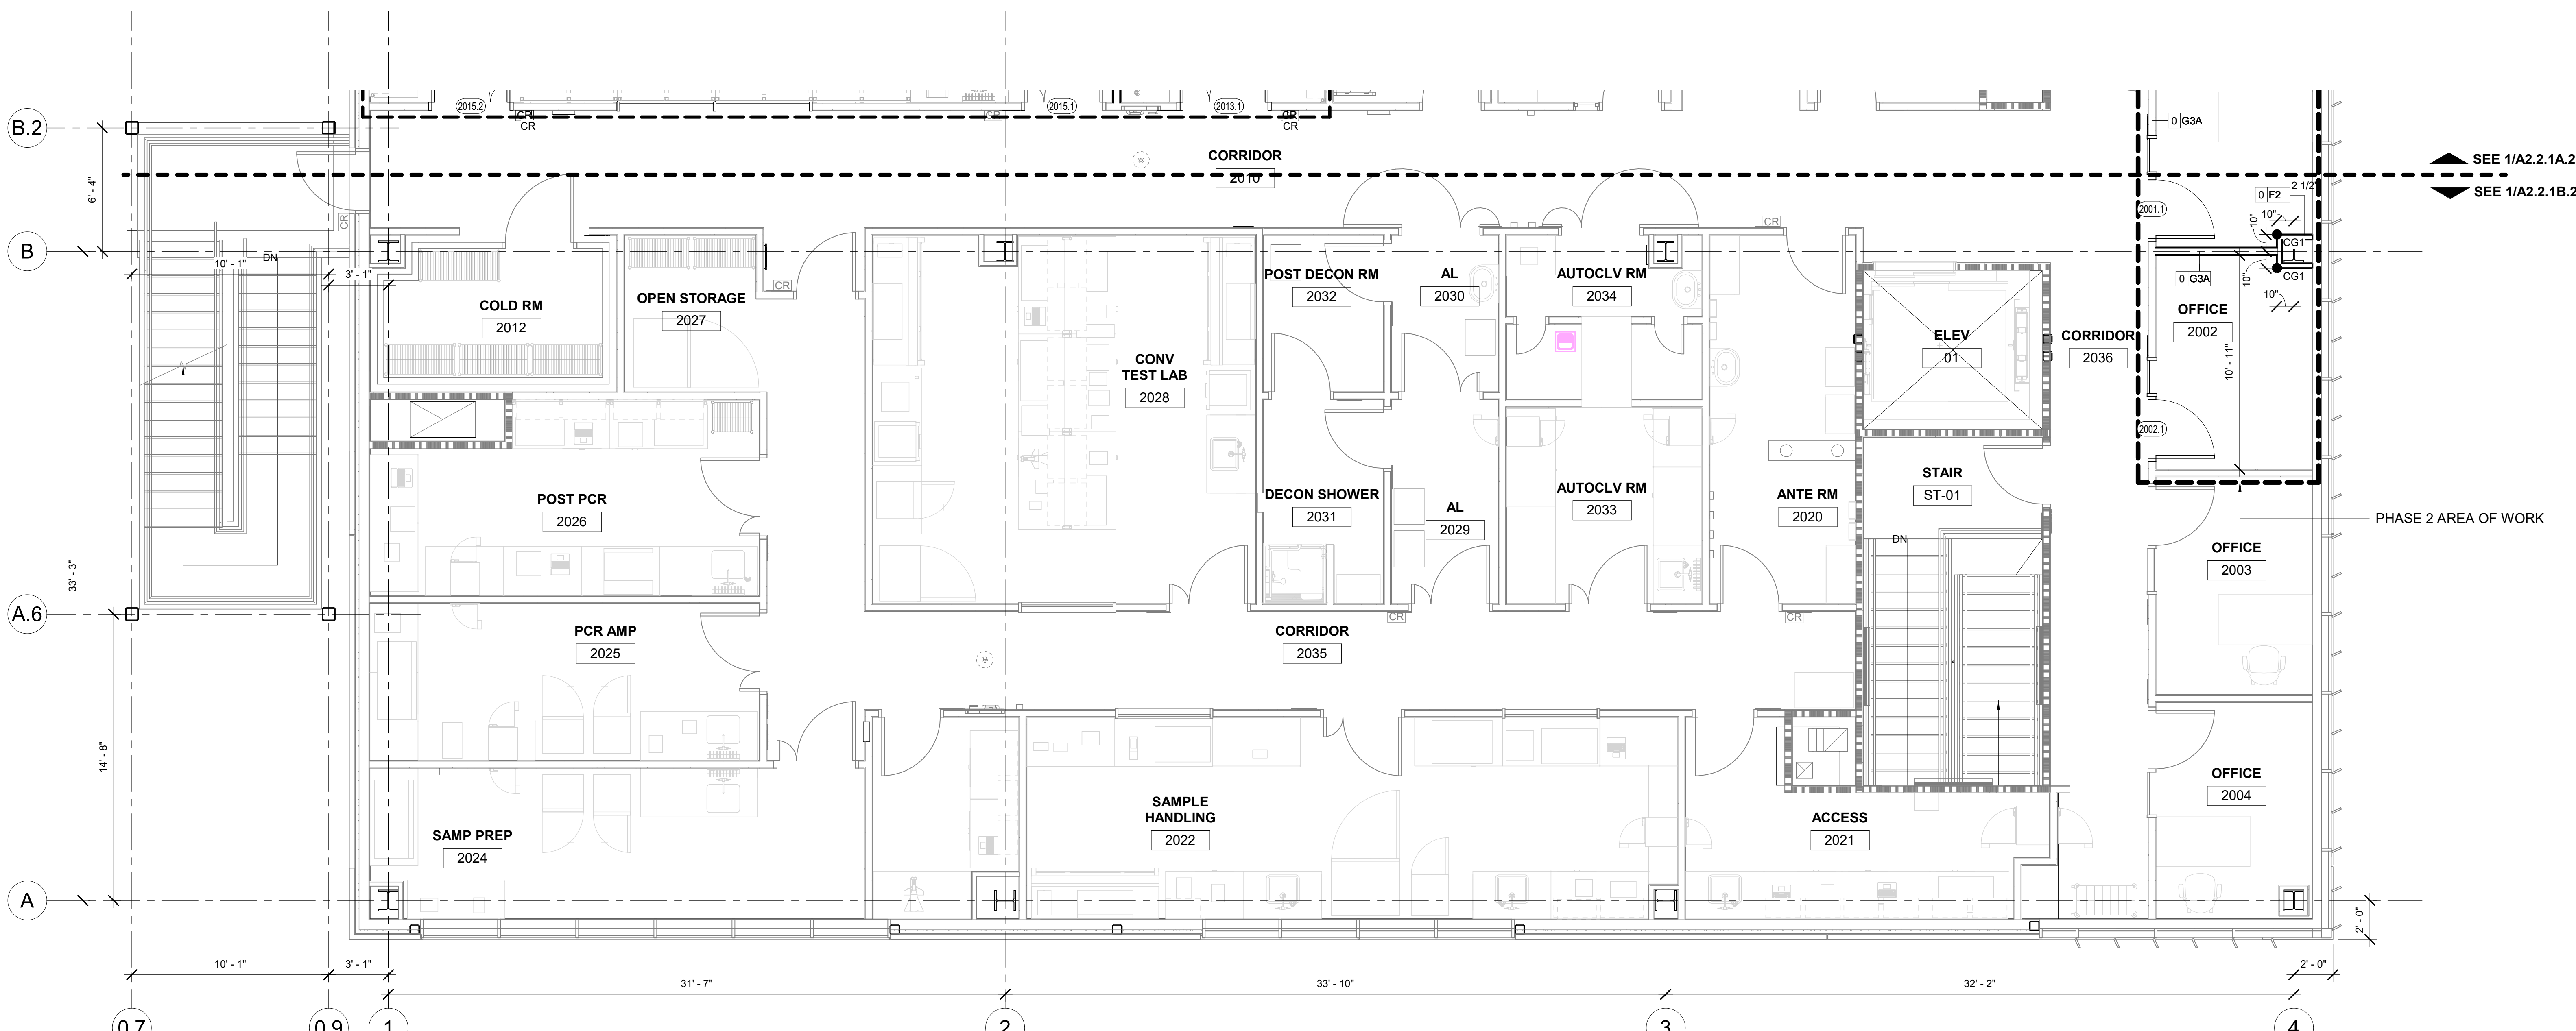 2015.2
2015.1
2013.1
CR
CR
CR
CR
CR
0 G3A
B.2
CORRIDOR
2010
SEE 1/A2.2.1A.2
SEE 1/A2.2.1B.2
6' - 4"
2 1/2"
0 F2
2001.1
10"
10"
CR
CR
B
DN
10' - 1"
3' - 1"
CG1
CG1
0 G3A
10"
10"
CR
COLD RM
2012
OPEN STORAGE
2027
POST DECON RM
2032
AL
2030
AUTOCLV RM
2034
ELEV
01
CORRIDOR
2036
OFFICE
2002
10' - 11"
CONV
TEST LAB
2028
2002.1
POST PCR
2026
DECON SHOWER
2031
AL
2029
AUTOCLV RM
2033
ANTE RM
2020
STAIR
ST-01
PHASE 2 AREA OF WORK
DN
OFFICE
2003
33' - 3"
A.6
CR
CR
PCR AMP
2025
CORRIDOR
2035
14' - 8"
SAMP PREP
2024
SAMPLE
HANDLING
2022
ACCESS
2021
OFFICE
2004
A
2' - 0"
10' - 1"
3' - 1"
31' - 7"
33' - 10"
32' - 2"
2' - 0"
0.7
0.9
1
2
3
4